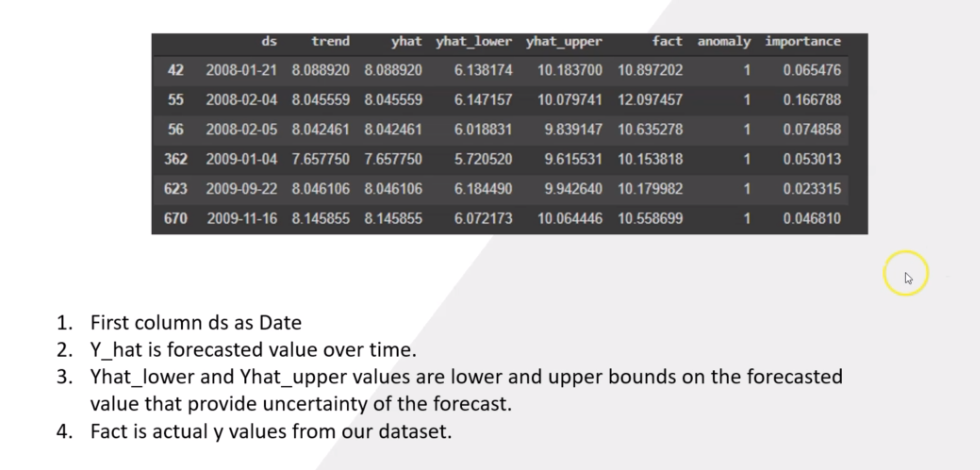 ds trend yhat yhat_lower yhat_upper fact anomaly importance
42 2008-01-21 8.088920 8.088920 6.138174 10.183700 10.897202 1 0.065476
55 2008-02-04 8.045559 8.045559 6.147157 10.079741 12.097457 1 0.166788
56 2008-02-05 8.042461 8.042461 6.018831 9.839147 10.635278 1 0.074858
362 2009-01-04 7.657750 7.657750 5.720520 9.615531 10.153818 1 0.053013
623 2009-09-22 8.046106 8.046106 6.184490 9.942640 10.179982 1 0.023315
670 2009-11-16 8.145855 8.145855 6.072173 10.064446 10.558699 1 0.046810
1. First column ds as Date
2. Y_hat is forecasted value over time.
3. Yhat_lower and Yhat_upper values are lower and upper bounds on the forecasted
value that provide uncertainty of the forecast.
4. Fact is actual y values from our dataset.